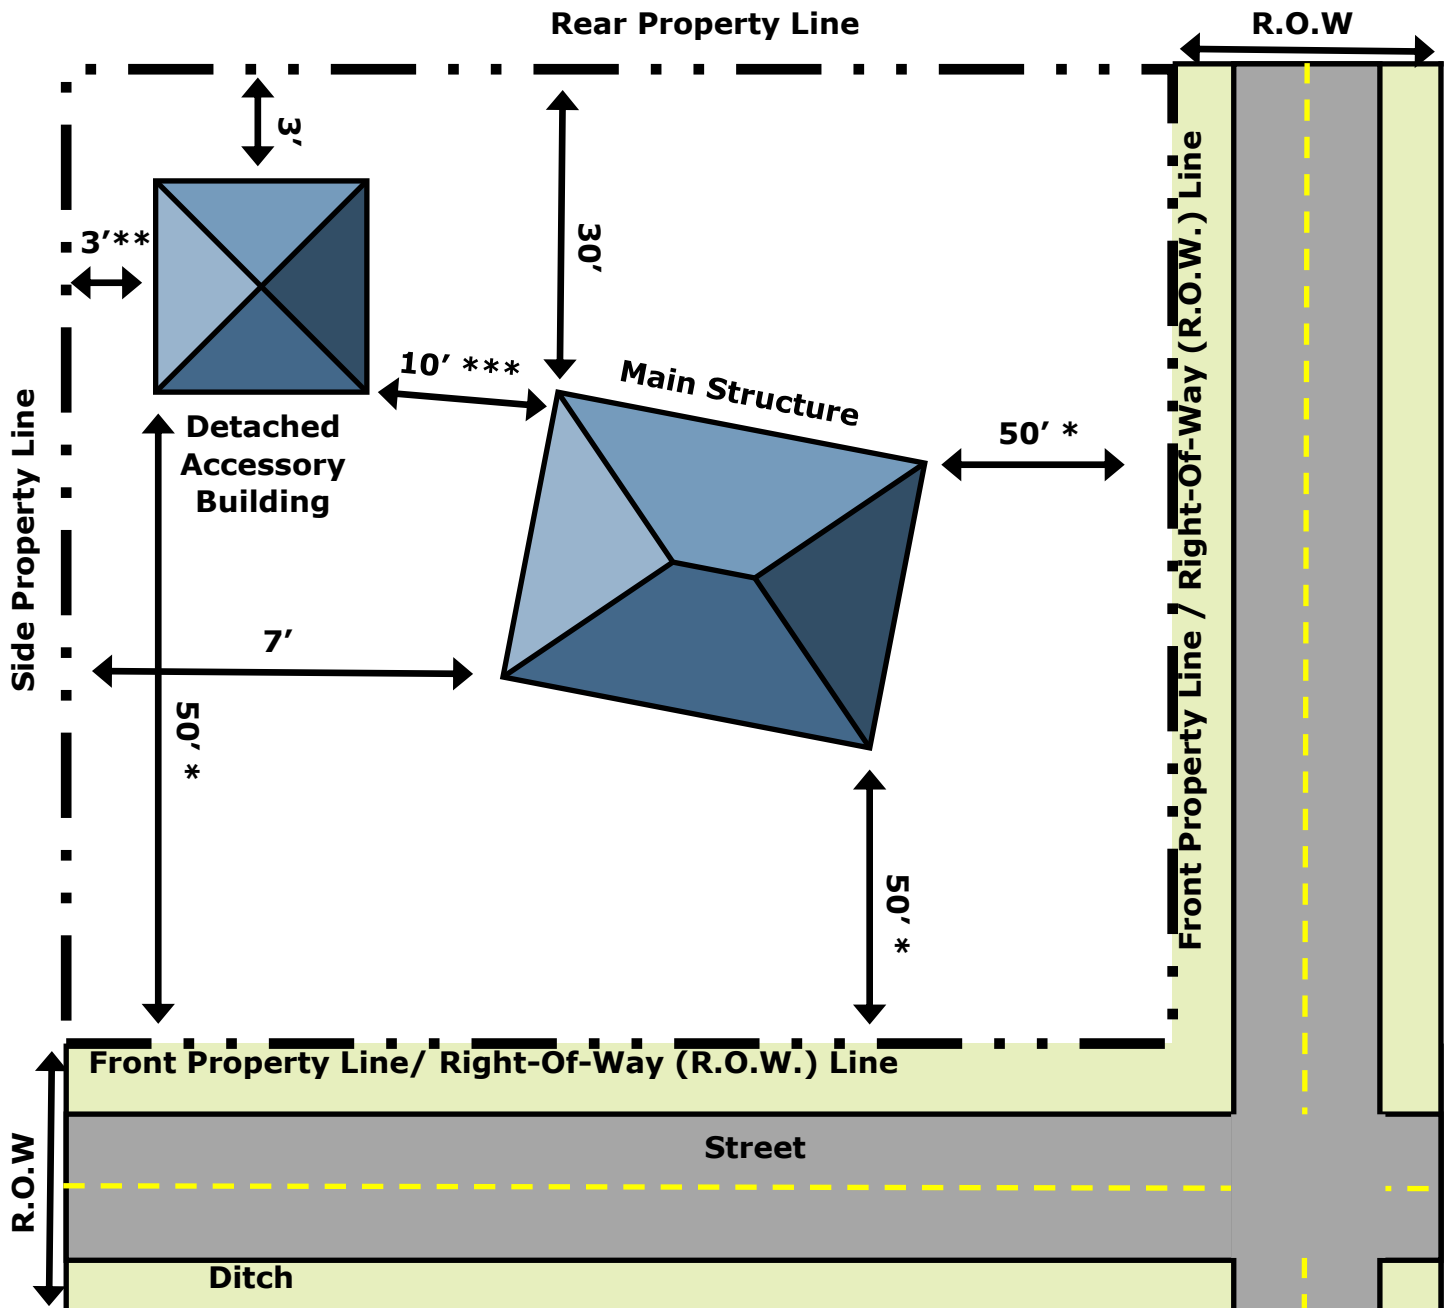 Rear Property Line
R.O.W
3’
3’**
30’
10’ ***
Main Structure
50’ *
Detached
Accessory
Building
Side Property Line
Front Property Line / Right-Of-Way (R.O.W.) Line
7’
50’ *
50’ *
Front Property Line/ Right-Of-Way (R.O.W.) Line
R.O.W
Street
Ditch